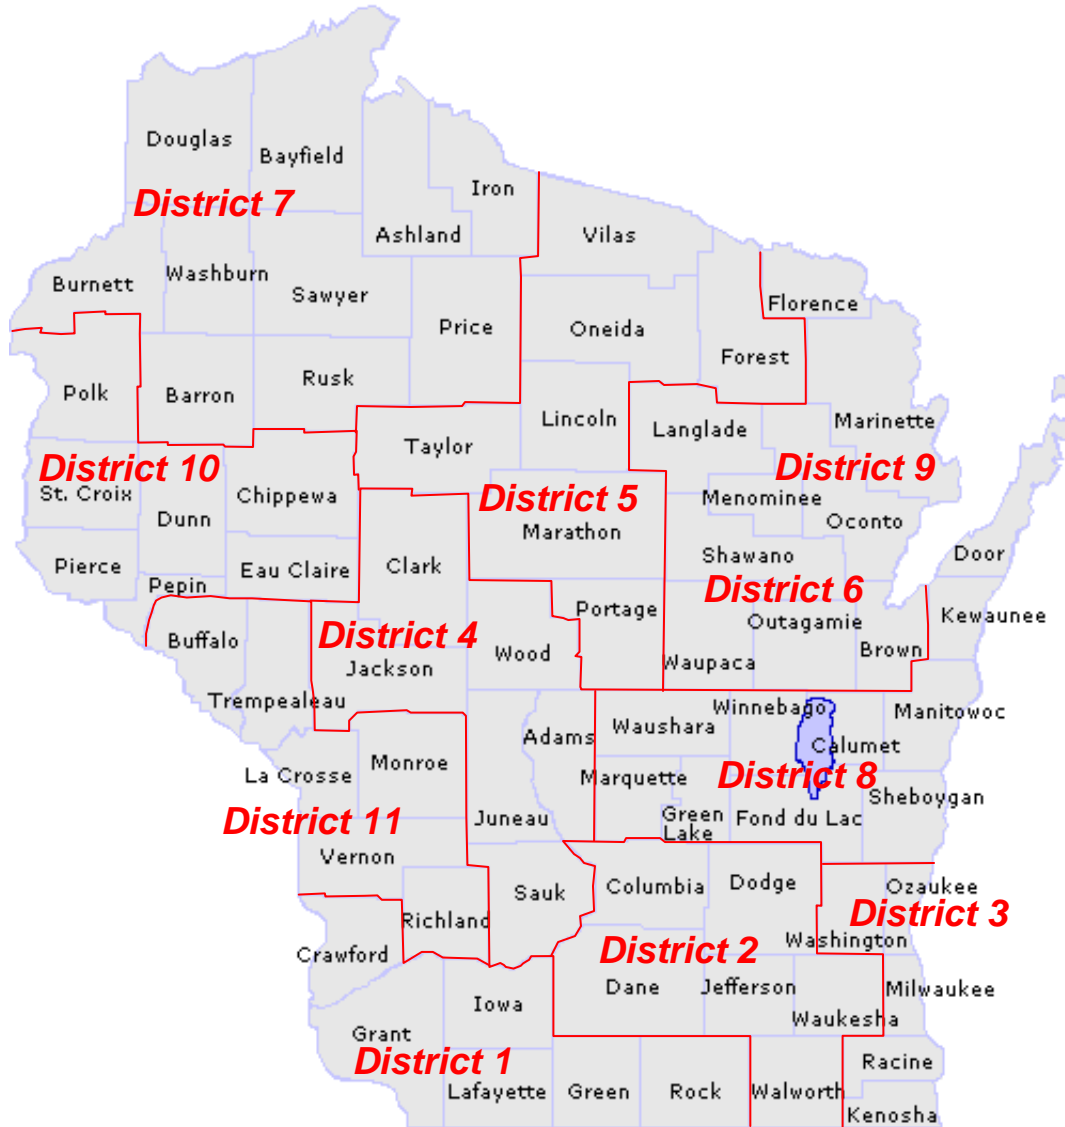 Douglas
Bayfield
Iron
District 7
Ashland
Vilas
Burnett
Washburn
Sawyer
Florence
Price
Oneida
Forest
Polk
Barron
Rusk
Lincoln
Langlade
Marinette
Taylor
District 10
District 9
St. Croix
Chippewa
District 5
Menominee
Dunn
Marathon
Oconto
Pierce
Eau Claire
Clark
Shawano
Door
Pepin
District 6
Portage
Kewaunee
Buffalo
District 4
Outagamie
Brown
Wood
Jackson
Waupaca
Trempealeau
Winnebago
Manitowoc
Waushara
Adams
Calumet
La Crosse
Monroe
Marquette
District 8
Sheboygan
District 11
Juneau
Green
Lake
Fond du Lac
Vernon
Sauk
Columbia
Dodge
Ozaukee
Richland
District 3
Crawford
District 2
Washington
Dane
Jefferson
Milwaukee
Iowa
Waukesha
Grant
District 1
Racine
Lafayette
Green
Rock
Walworth
Kenosha